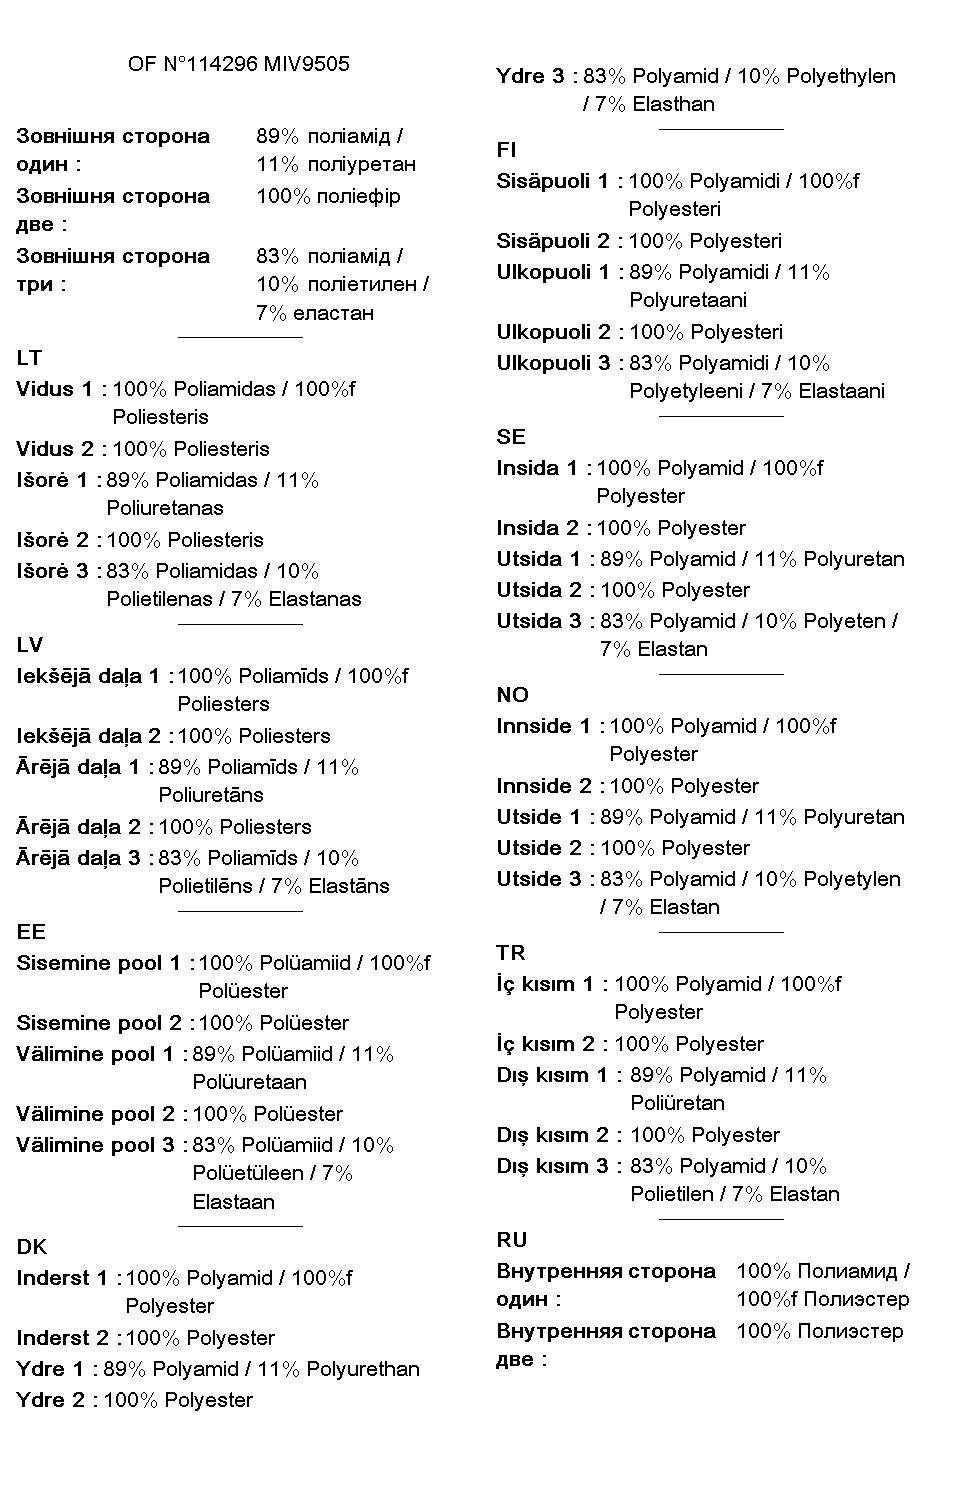 OF N°114296 MIV9505
Зовнішня сторона 89% поліамід /
один : 11% поліуретан
Зовнішня сторона 100% поліефір
две :
Зовнішня сторона 83% поліамід /
три : 10% поліетилен /
7% еластан
LT
Vidus 1 : 100% Poliamidas / 100%f
Poliesteris
Vidus 2 : 100% Poliesteris
Išorė 1 : 89% Poliamidas / 11%
Poliuretanas
Išorė 2 : 100% Poliesteris
Išorė 3 : 83% Poliamidas / 10%
Polietilenas / 7% Elastanas
LV
Iekšējā daļa 1 : 100% Poliamīds / 100%f
Poliesters
Iekšējā daļa 2 : 100% Poliesters
Ārējā daļa 1 : 89% Poliamīds / 11%
Poliuretāns
Ārējā daļa 2 : 100% Poliesters
Ārējā daļa 3 : 83% Poliamīds / 10%
Polietilēns / 7% Elastāns
EE
Sisemine pool 1 : 100% Polüamiid / 100%f
Polüester
Sisemine pool 2 : 100% Polüester
Välimine pool 1 : 89% Polüamiid / 11%
Polüuretaan
Välimine pool 2 : 100% Polüester
Välimine pool 3 : 83% Polüamiid / 10%
Polüetüleen / 7%
Elastaan
DK
Inderst 1 : 100% Polyamid / 100%f
Polyester
Inderst 2 : 100% Polyester
Ydre 1 : 89% Polyamid / 11% Polyurethan
Ydre 2 : 100% Polyester
Ydre 3 : 83% Polyamid / 10% Polyethylen
/ 7% Elasthan
FI
Sisäpuoli 1 : 100% Polyamidi / 100%f
Polyesteri
Sisäpuoli 2 : 100% Polyesteri
Ulkopuoli 1 : 89% Polyamidi / 11%
Polyuretaani
Ulkopuoli 2 : 100% Polyesteri
Ulkopuoli 3 : 83% Polyamidi / 10%
Polyetyleeni / 7% Elastaani
SE
Insida 1 : 100% Polyamid / 100%f
Polyester
Insida 2 : 100% Polyester
Utsida 1 : 89% Polyamid / 11% Polyuretan
Utsida 2 : 100% Polyester
Utsida 3 : 83% Polyamid / 10% Polyeten /
7% Elastan
NO
Innside 1 : 100% Polyamid / 100%f
Polyester
Innside 2 : 100% Polyester
Utside 1 : 89% Polyamid / 11% Polyuretan
Utside 2 : 100% Polyester
Utside 3 : 83% Polyamid / 10% Polyetylen
/ 7% Elastan
TR
İç kısım 1 : 100% Polyamid / 100%f
Polyester
İç kısım 2 : 100% Polyester
Dış kısım 1 : 89% Polyamid / 11%
Poliüretan
Dış kısım 2 : 100% Polyester
Dış kısım 3 : 83% Polyamid / 10%
Polietilen / 7% Elastan
RU
Внутренняя сторона 100% Полиамид /
один : 100%f Полиэстер
Внутренняя сторона 100% Полиэстер
две :